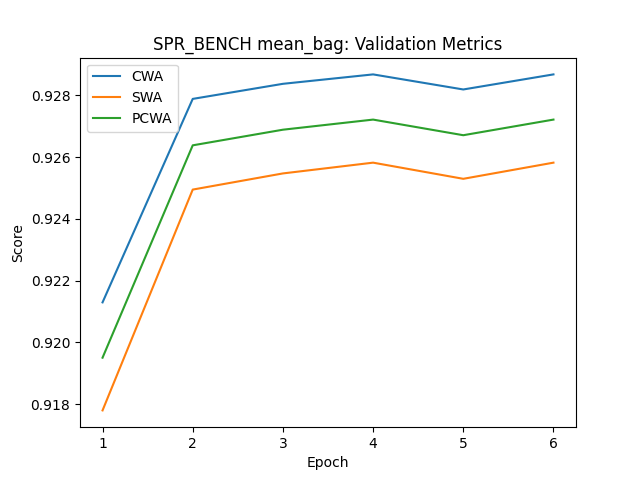 SPR_BENCH mean_bag: Validation Metrics
CWA
SWA
PCWA
Score
0.928
0.926
0.924
0.922
0.920
0.918
1 2 3 4 5 6
Epoch